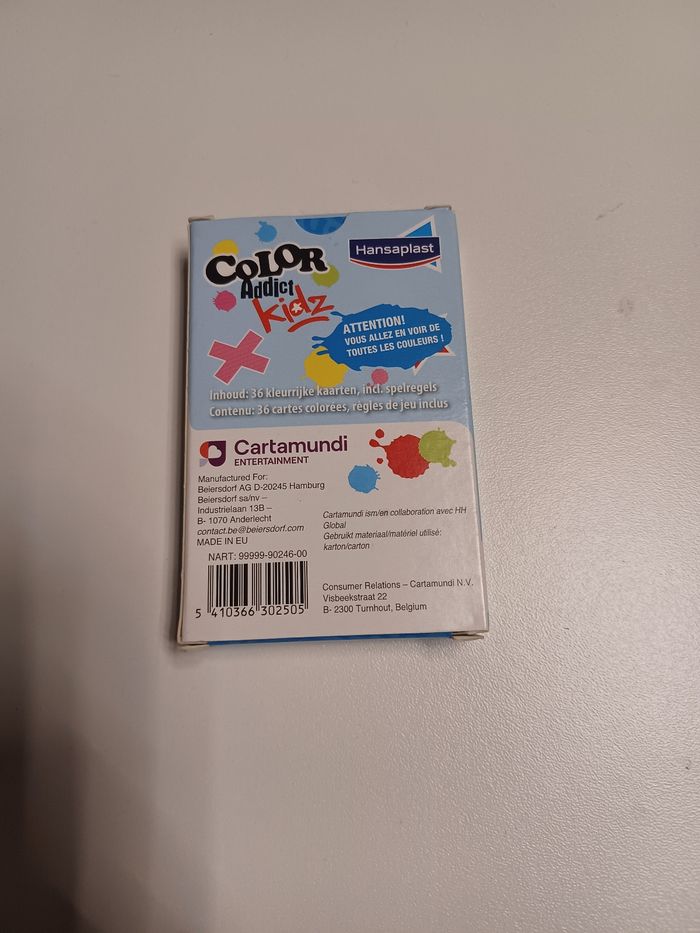 COLOR
Addict
kidz
Hansaplast
ATTENTION!
VOUS ALLEZ EN VOIR DE
TOUTES LES COULEURS !
Inhoud: 36 kleurrijke kaarten, incl. spelregels
Contenu: 36 cartes colorées, règles de jeu inclus
Cartamundi
ENTERTAINMENT
Manufactured For:
Beiersdorf AG D-20245 Hamburg
Beiersdorf sa/nv –
Industrielaan 13B –
B- 1070 Anderlecht
contact.be@beiersdorf.com
MADE IN EU
NART: 99999-90246-00
5 410366 302505
Cartamundi ism/en collaboration avec HH
Global
Gebruikt materiaal/matériel utilisé:
karton/carton
Consumer Relations – Cartamundi N.V.
Visbeekstraat 22
B- 2300 Turnhout, Belgium